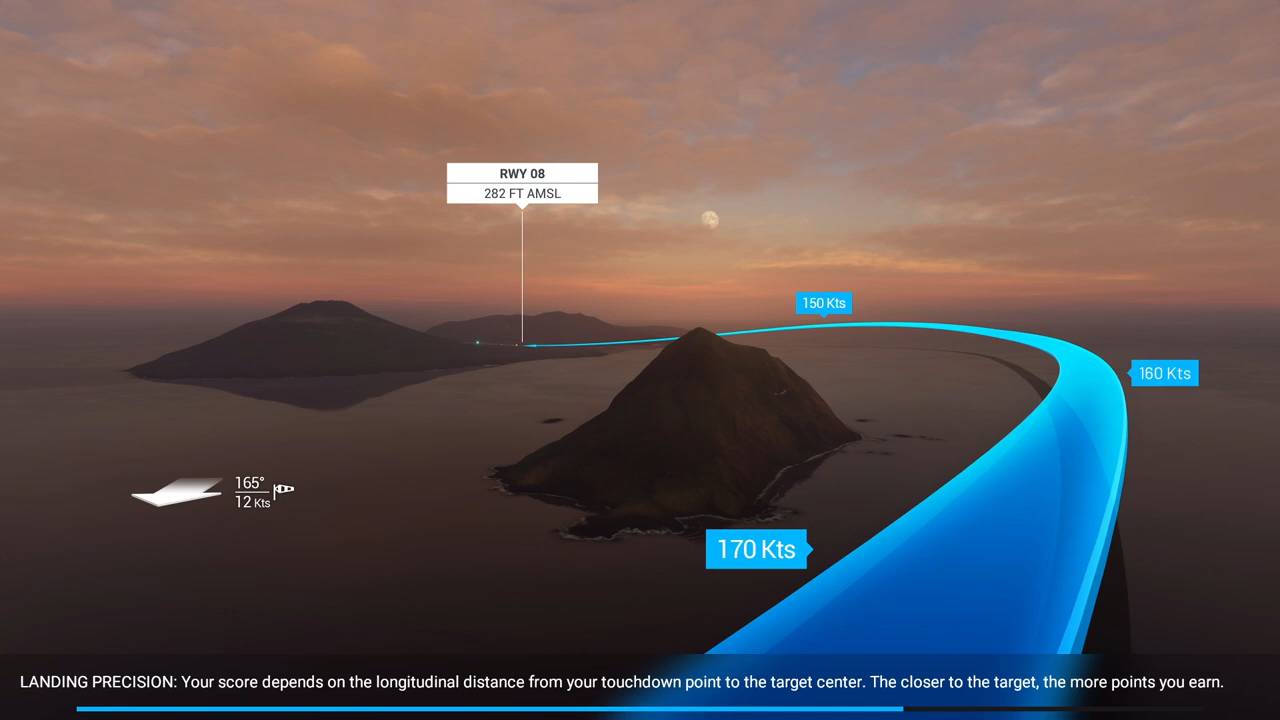 RWY 08
282 FT AMSL
150 Kts
160 Kts
165°
12 Kts
170 Kts
LANDING PRECISION: Your score depends on the longitudinal distance from your touchdown point to the target center. The closer to the target, the more points you earn.